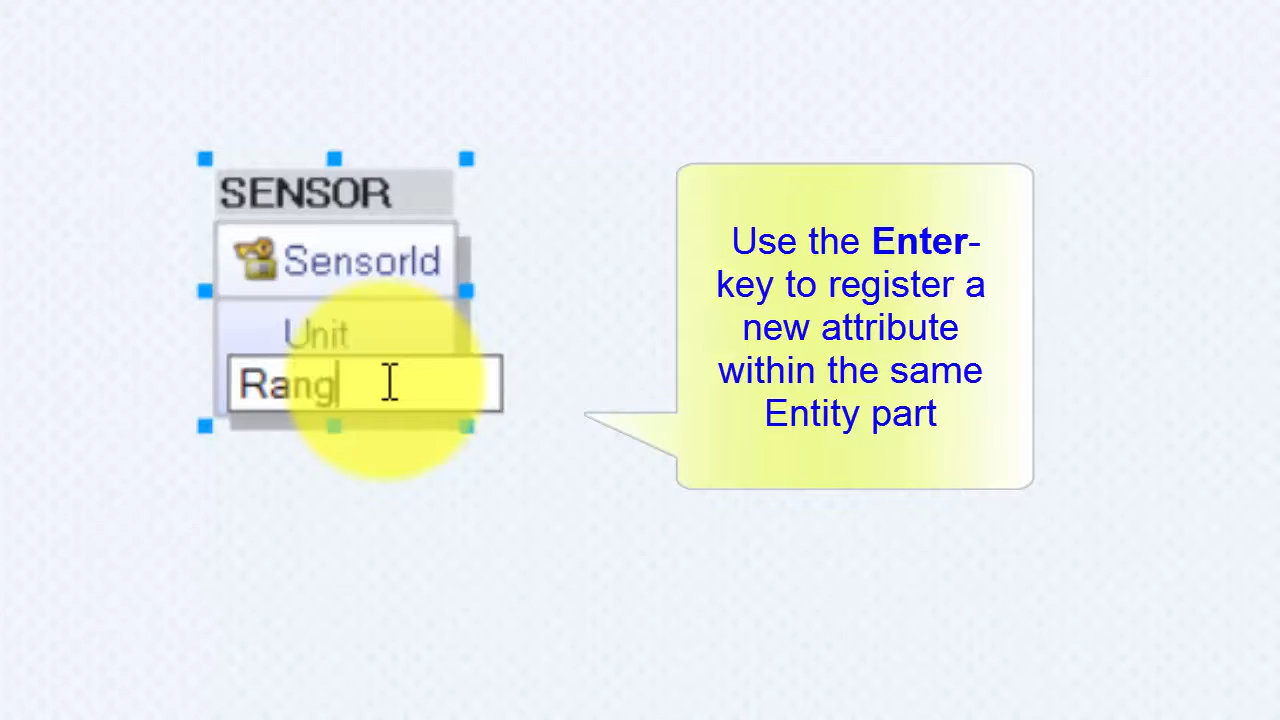 SENSOR
SensorId
Unit
Rang
Use the Enter-
key to register a
new attribute
within the same
Entity part